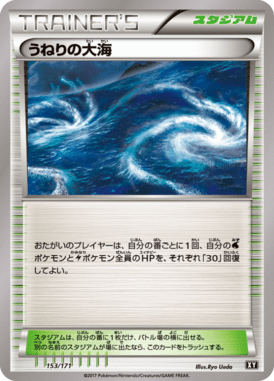 TRAINER'S
スタジアム
うねりの大海
おたがいのプレイヤーは、自分の番ごとに1回、自分の
ポケモンとポケモン全員のHPを、それぞれ「30」回復
してよい。
スタジアムは、自分の番に1枚だけ、バトル場の横に出せる。
別の名前のスタジアムが場に出たなら、このカードをトラッシュする。
153/171
Illus.Ryo Ueda
XY
©2017 Pokémon/Nintendo/Creatures/GAME FREAK.